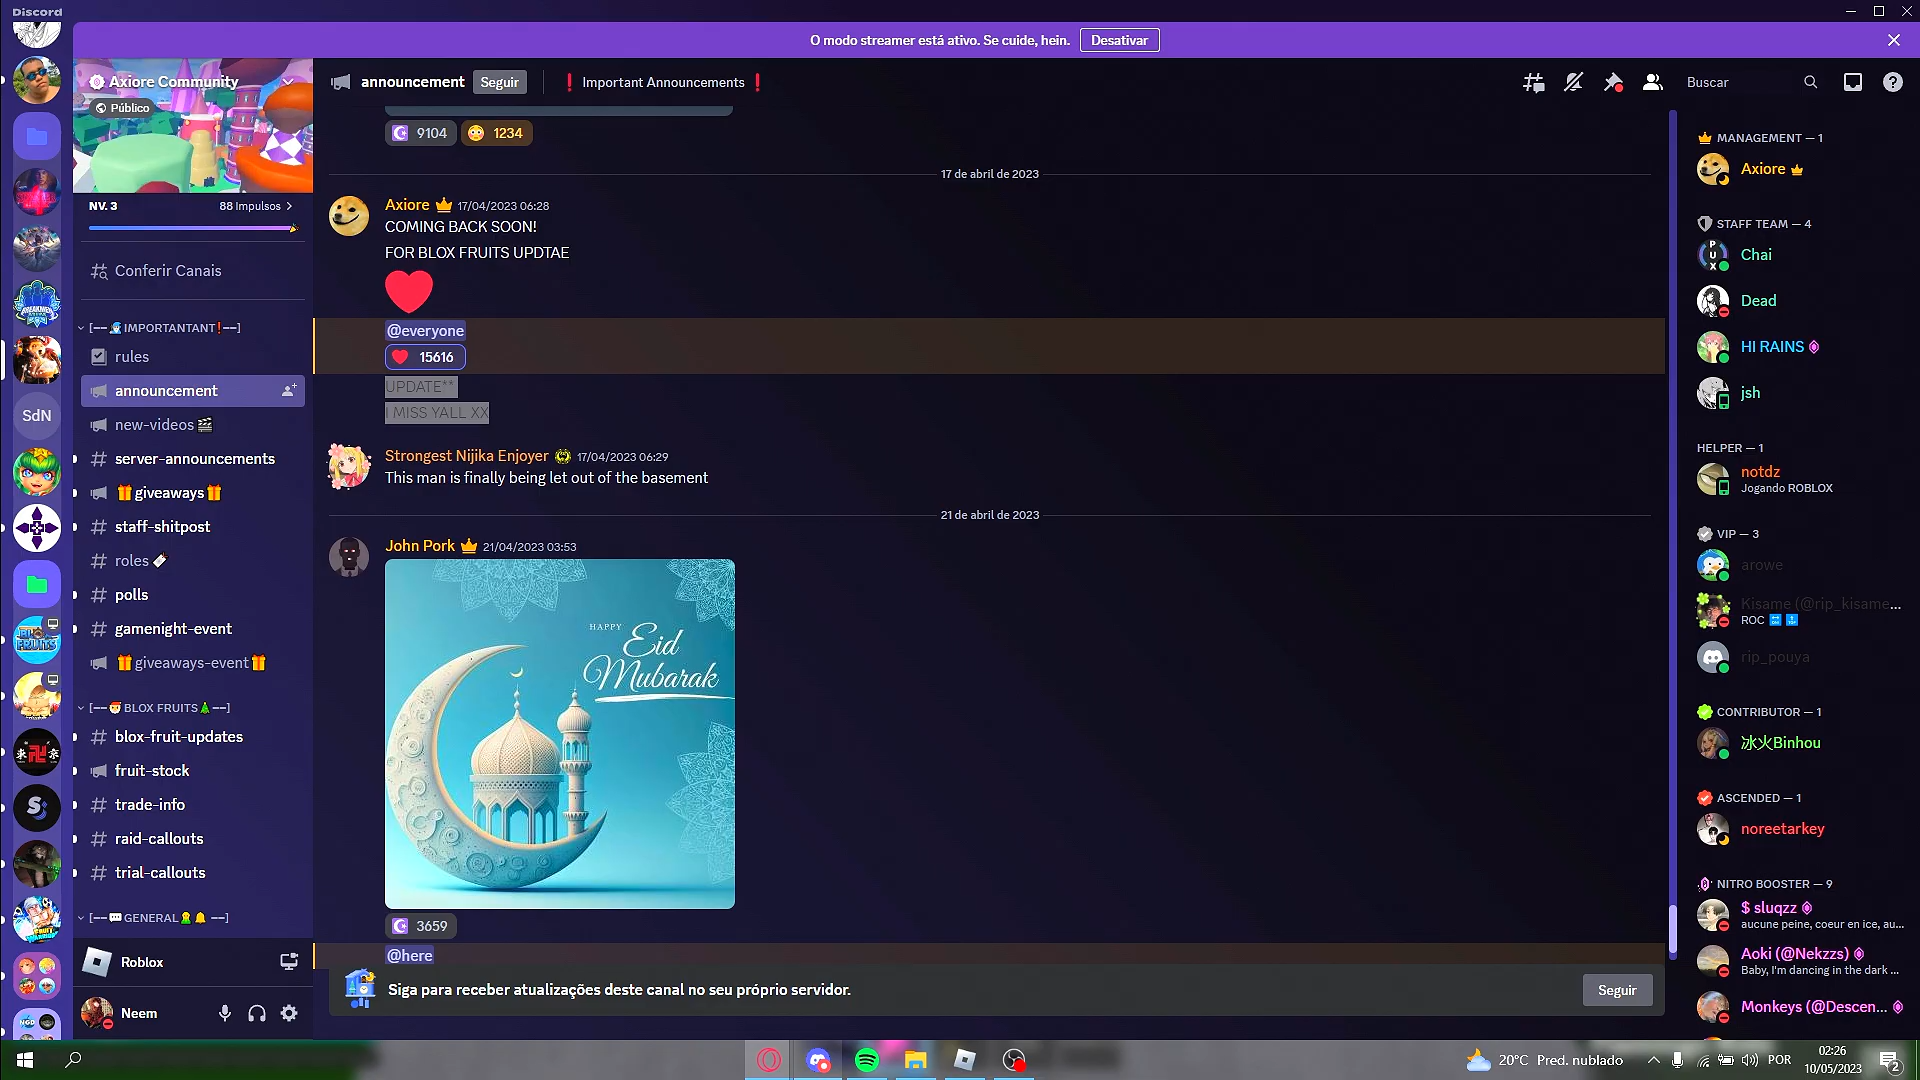 Discord
O modo streamer está ativo. Se cuide, hein.
Desativar
Axiore Community
Público
NV. 3
88 Impulsos
Conferir Canais
[——🎅IMPORTANTANT❗——]
rules
announcement
new-videos 🎬
server-announcements
🎁giveaways🎁
staff-shitpost
roles
polls
gamenight-event
🎁giveaways-event🎁
[——🎅BLOX FRUITS🎄——]
blox-fruit-updates
fruit-stock
trade-info
raid-callouts
trial-callouts
[——💬GENERAL🔔 ——]
Roblox
Neem
SdN
announcement
Seguir
❗ Important Announcements ❗
Buscar
9104
1234
17 de abril de 2023
Axiore 17/04/2023 06:28
COMING BACK SOON!
FOR BLOX FRUITS UPDTAE
@everyone
15616
UPDATE**
I MISS YALL XX
Strongest Nijika Enjoyer 17/04/2023 06:29
This man is finally being let out of the basement
21 de abril de 2023
John Pork 21/04/2023 03:53
HAPPY
Eid
Mubarak
3659
@here
Siga para receber atualizações deste canal no seu próprio servidor.
Seguir
MANAGEMENT — 1
Axiore
STAFF TEAM — 4
Chai
Dead
HI RAINS
jsh
HELPER — 1
notdz
Jogando ROBLOX
VIP — 3
arowe
Kisame (@rip_kisame...
ROC
rip_pouya
CONTRIBUTOR — 1
冰火Binhou
ASCENDED — 1
noreetarkey
NITRO BOOSTER — 9
$ sluqzz
aucune peine, coeur en ice, au...
Aoki (@Nekzzs)
Baby, I'm dancing in the dark ...
Monkeys (@Descen...
20°C Pred. nublado
POR
02:26
10/05/2023
2